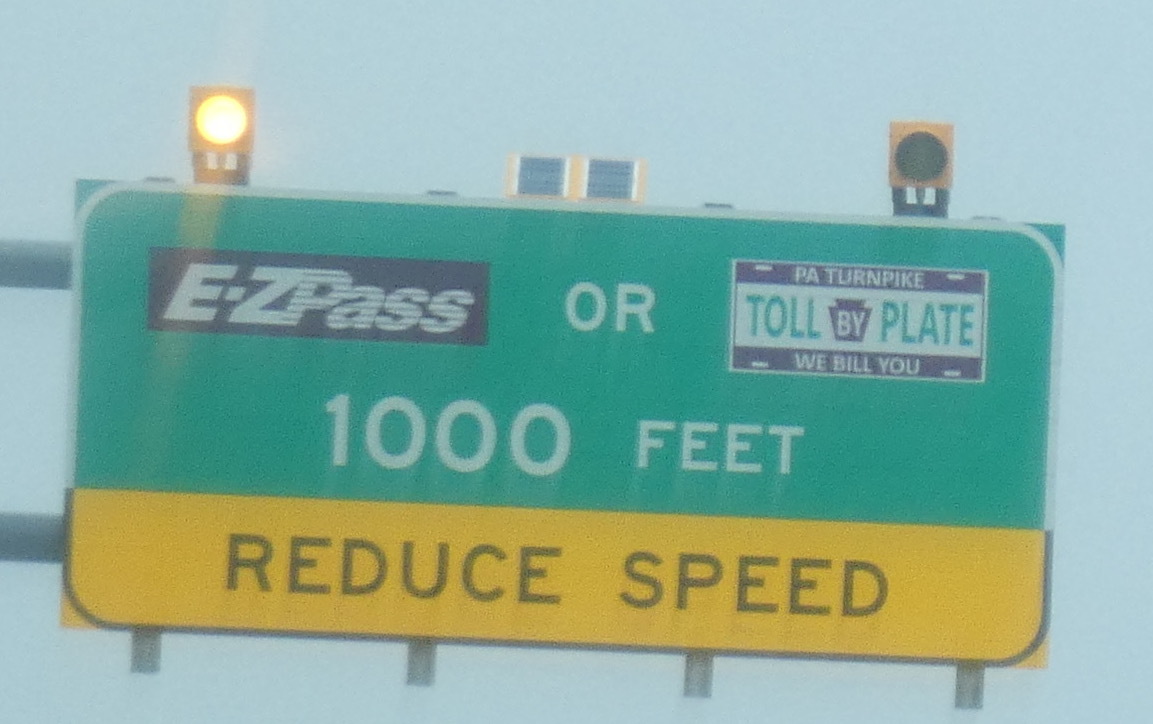 E-ZPass OR PA TURNPIKE
TOLL BY PLATE
WE BILL YOU
1000 FEET
REDUCE SPEED